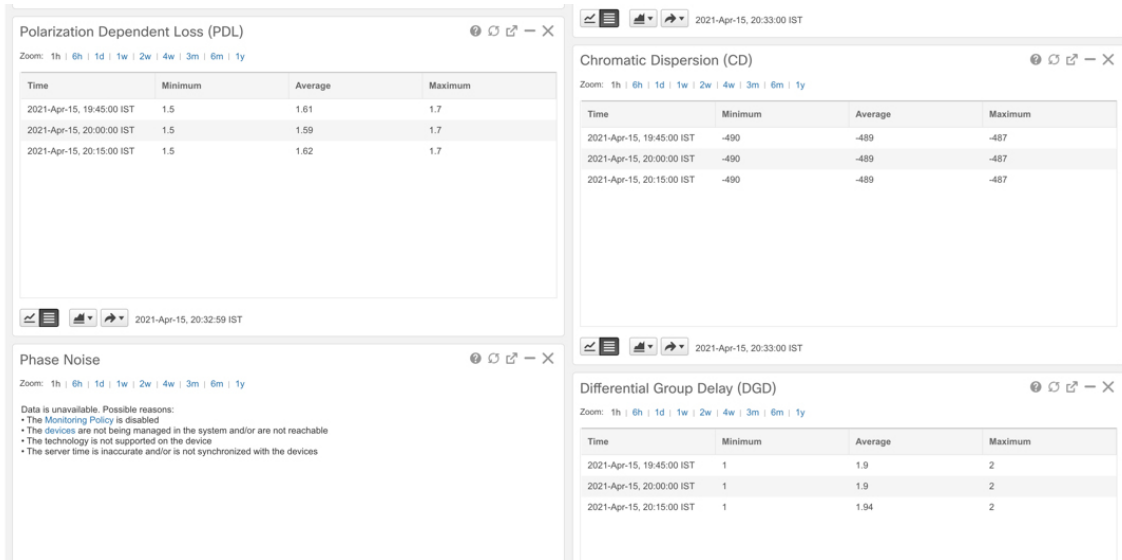 Polarization Dependent Loss (PDL)
Zoom: 1h | 6h | 1d | 1w | 2w | 4w | 3m | 6m | 1y
Time Minimum Average Maximum
2021-Apr-15, 19:45:00 IST 1.5 1.61 1.7
2021-Apr-15, 20:00:00 IST 1.5 1.59 1.7
2021-Apr-15, 20:15:00 IST 1.5 1.62 1.7
2021-Apr-15, 20:32:59 IST
Phase Noise
Zoom: 1h | 6h | 1d | 1w | 2w | 4w | 3m | 6m | 1y
Data is unavailable. Possible reasons:
• The Monitoring Policy is disabled
• The devices are not being managed in the system and/or are not reachable
• The technology is not supported on the device
• The server time is inaccurate and/or is not synchronized with the devices
2021-Apr-15, 20:33:00 IST
Chromatic Dispersion (CD)
Zoom: 1h | 6h | 1d | 1w | 2w | 4w | 3m | 6m | 1y
Time Minimum Average Maximum
2021-Apr-15, 19:45:00 IST -490 -489 -487
2021-Apr-15, 20:00:00 IST -490 -489 -487
2021-Apr-15, 20:15:00 IST -490 -489 -487
2021-Apr-15, 20:33:00 IST
Differential Group Delay (DGD)
Zoom: 1h | 6h | 1d | 1w | 2w | 4w | 3m | 6m | 1y
Time Minimum Average Maximum
2021-Apr-15, 19:45:00 IST 1 1.9 2
2021-Apr-15, 20:00:00 IST 1 1.9 2
2021-Apr-15, 20:15:00 IST 1 1.94 2